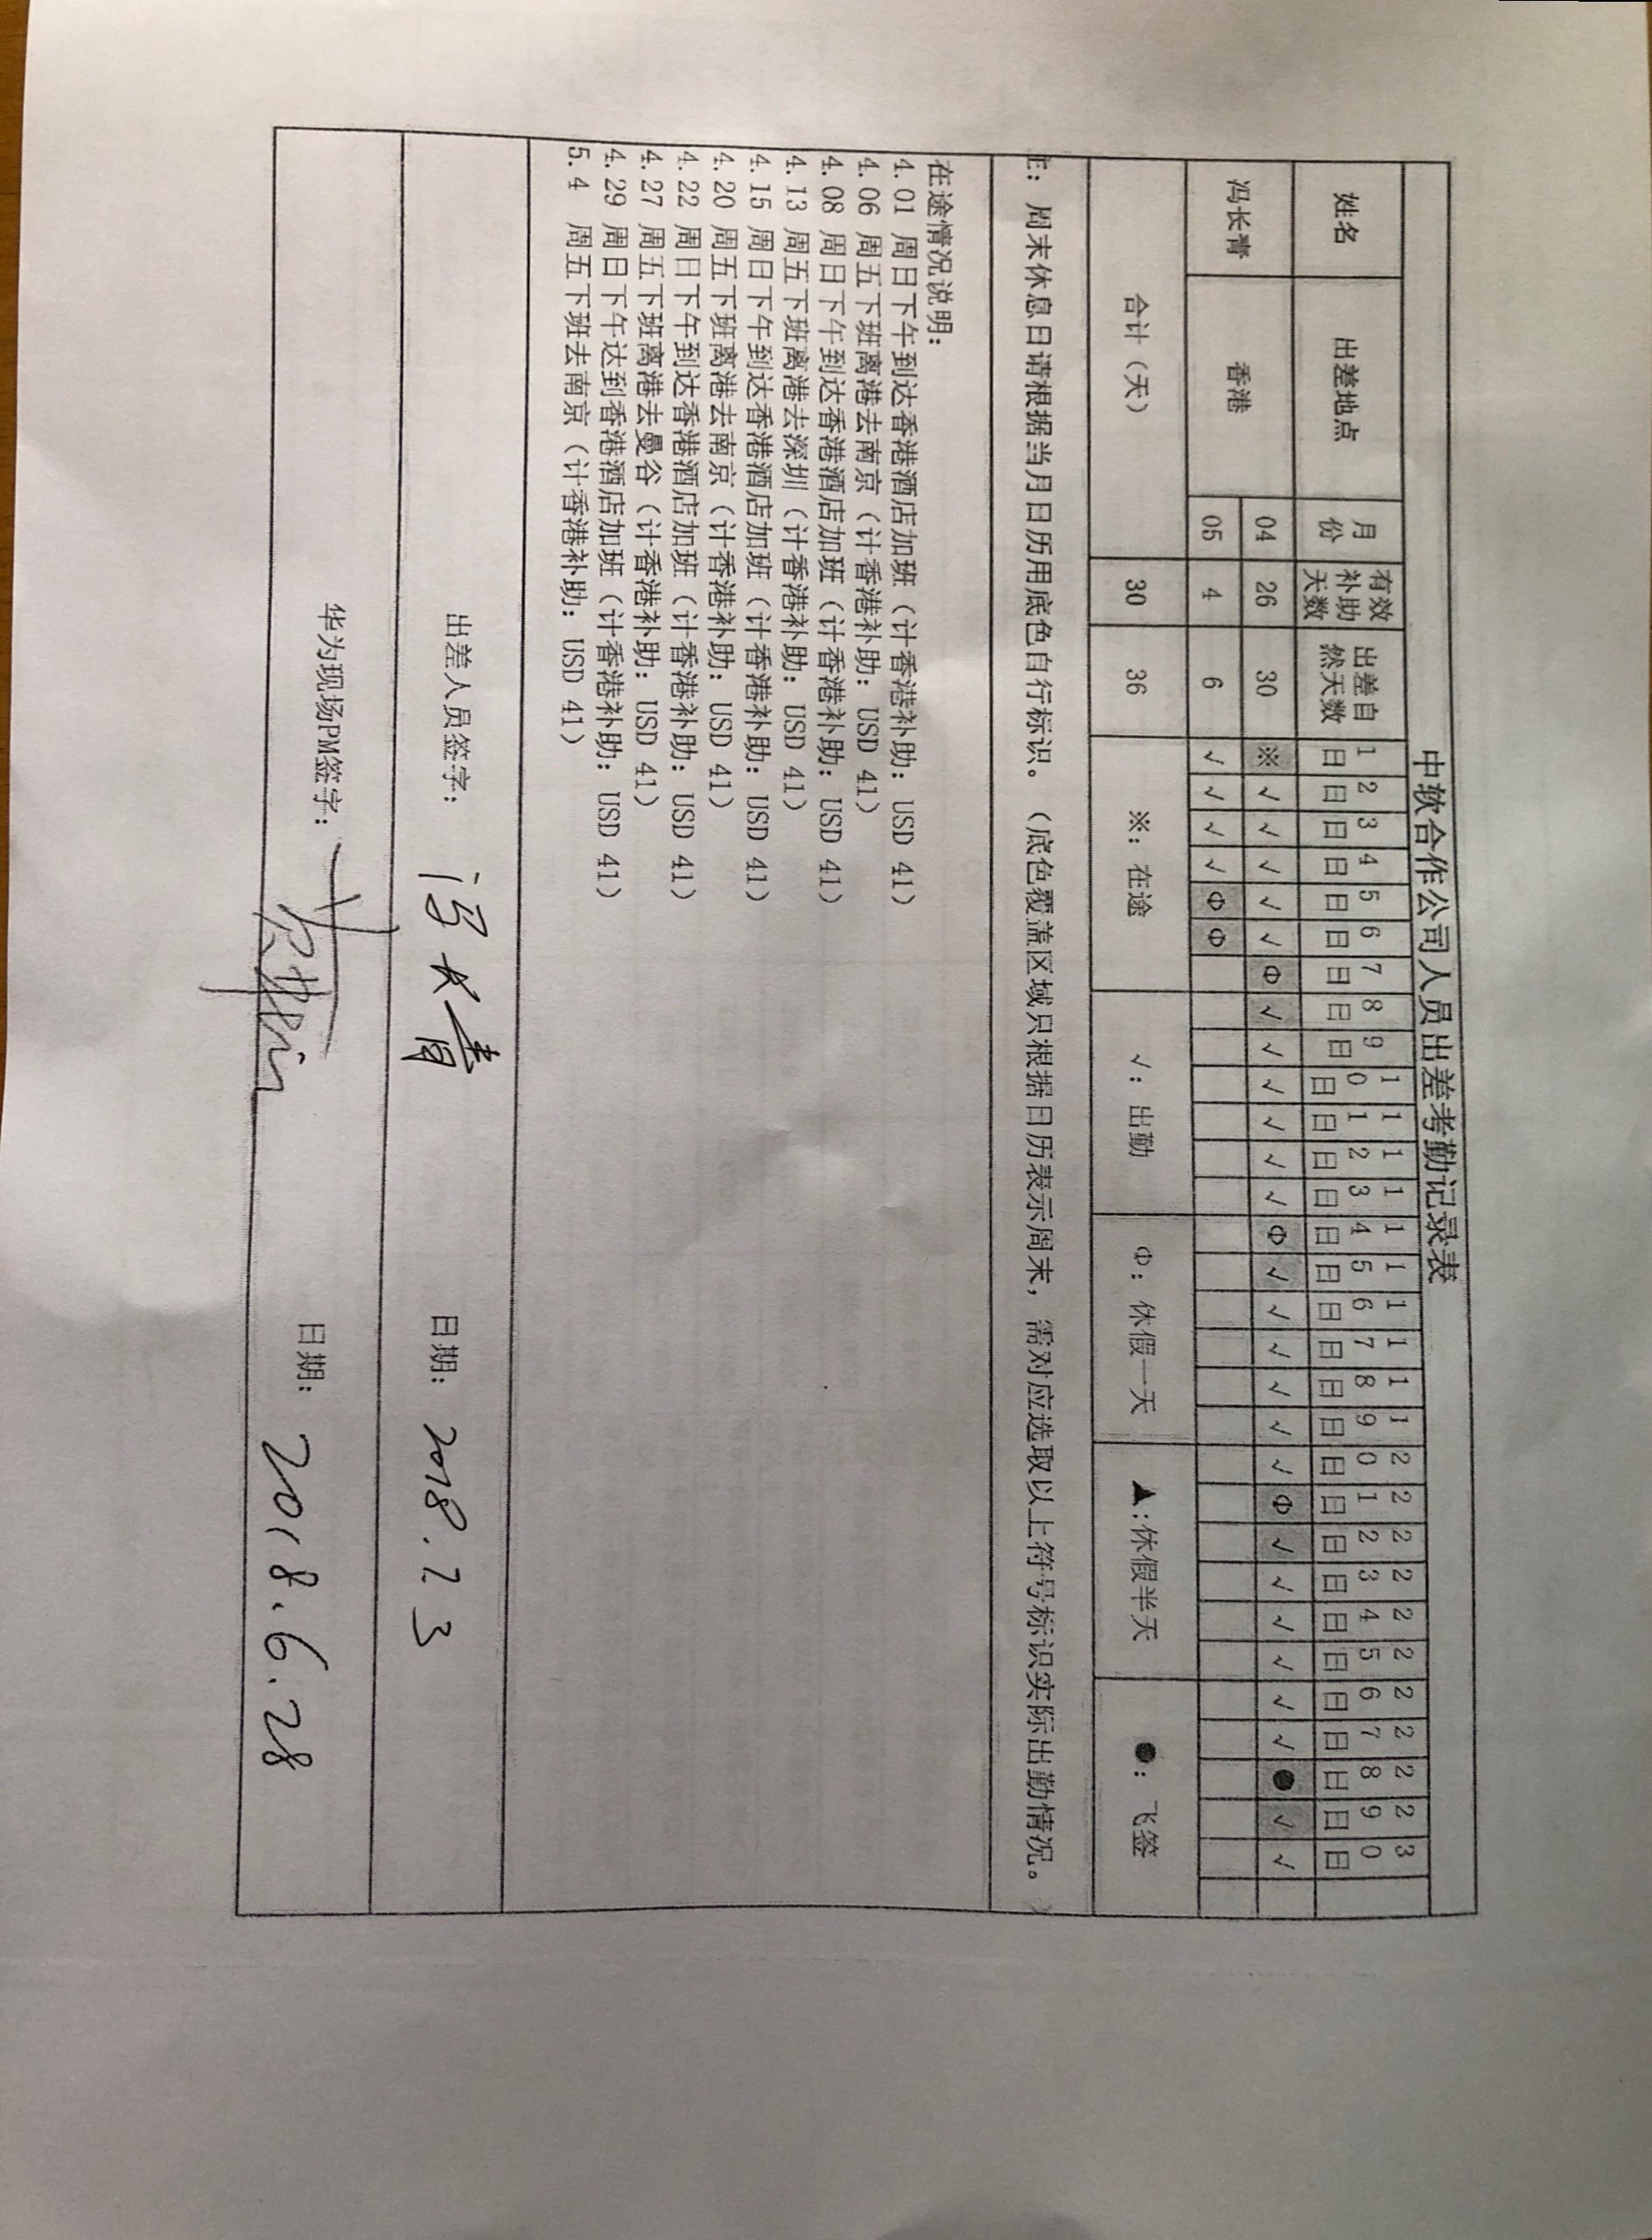 中软合作公司人员出差考勤记录表
姓名 出差地点 月份 有效补助天数 出差自然天数 1日 2日 3日 4日 5日 6日 7日 8日 9日 10日 11日 12日 13日 14日 15日 16日 17日 18日 19日 20日 21日 22日 23日 24日 25日 26日 27日 28日 29日 30日
冯长青 香港 04 26 30 ※ √ √ √ √ √ Φ √ √ √ √ √ √ Φ √ √ √ √ √ √ Φ √ √ √ √ √ √ ● √ √
05 4 6 √ √ √ √ Φ Φ
合计（天） 30 36 ※：在途 √：出勤 Φ：休假一天 ▲:休假半天 ●：飞签
注：周末休息日请根据当月日历用底色自行标识。（底色覆盖区域只根据日历表示周末，需对应选取以上符号标识实际出勤情况。）
在途情况说明：
4.01 周日下午到达香港酒店加班（计香港补助：USD 41）
4.06 周五下班离港去南京（计香港补助：USD 41）
4.08 周日下午到达香港酒店加班（计香港补助：USD 41）
4.13 周五下班离港去深圳（计香港补助：USD 41）
4.15 周日下午到达香港酒店加班（计香港补助：USD 41）
4.20 周五下班离港去南京（计香港补助：USD 41）
4.22 周日下午到达香港酒店加班（计香港补助：USD 41）
4.27 周五下班离港去曼谷（计香港补助：USD 41）
4.29 周日下午达到香港酒店加班（计香港补助：USD 41）
5.4 周五下班去南京（计香港补助：USD 41）
出差人员签字： 冯长青 日期： 2018.7.3
华为现场PM签字： 日期： 2018.6.28